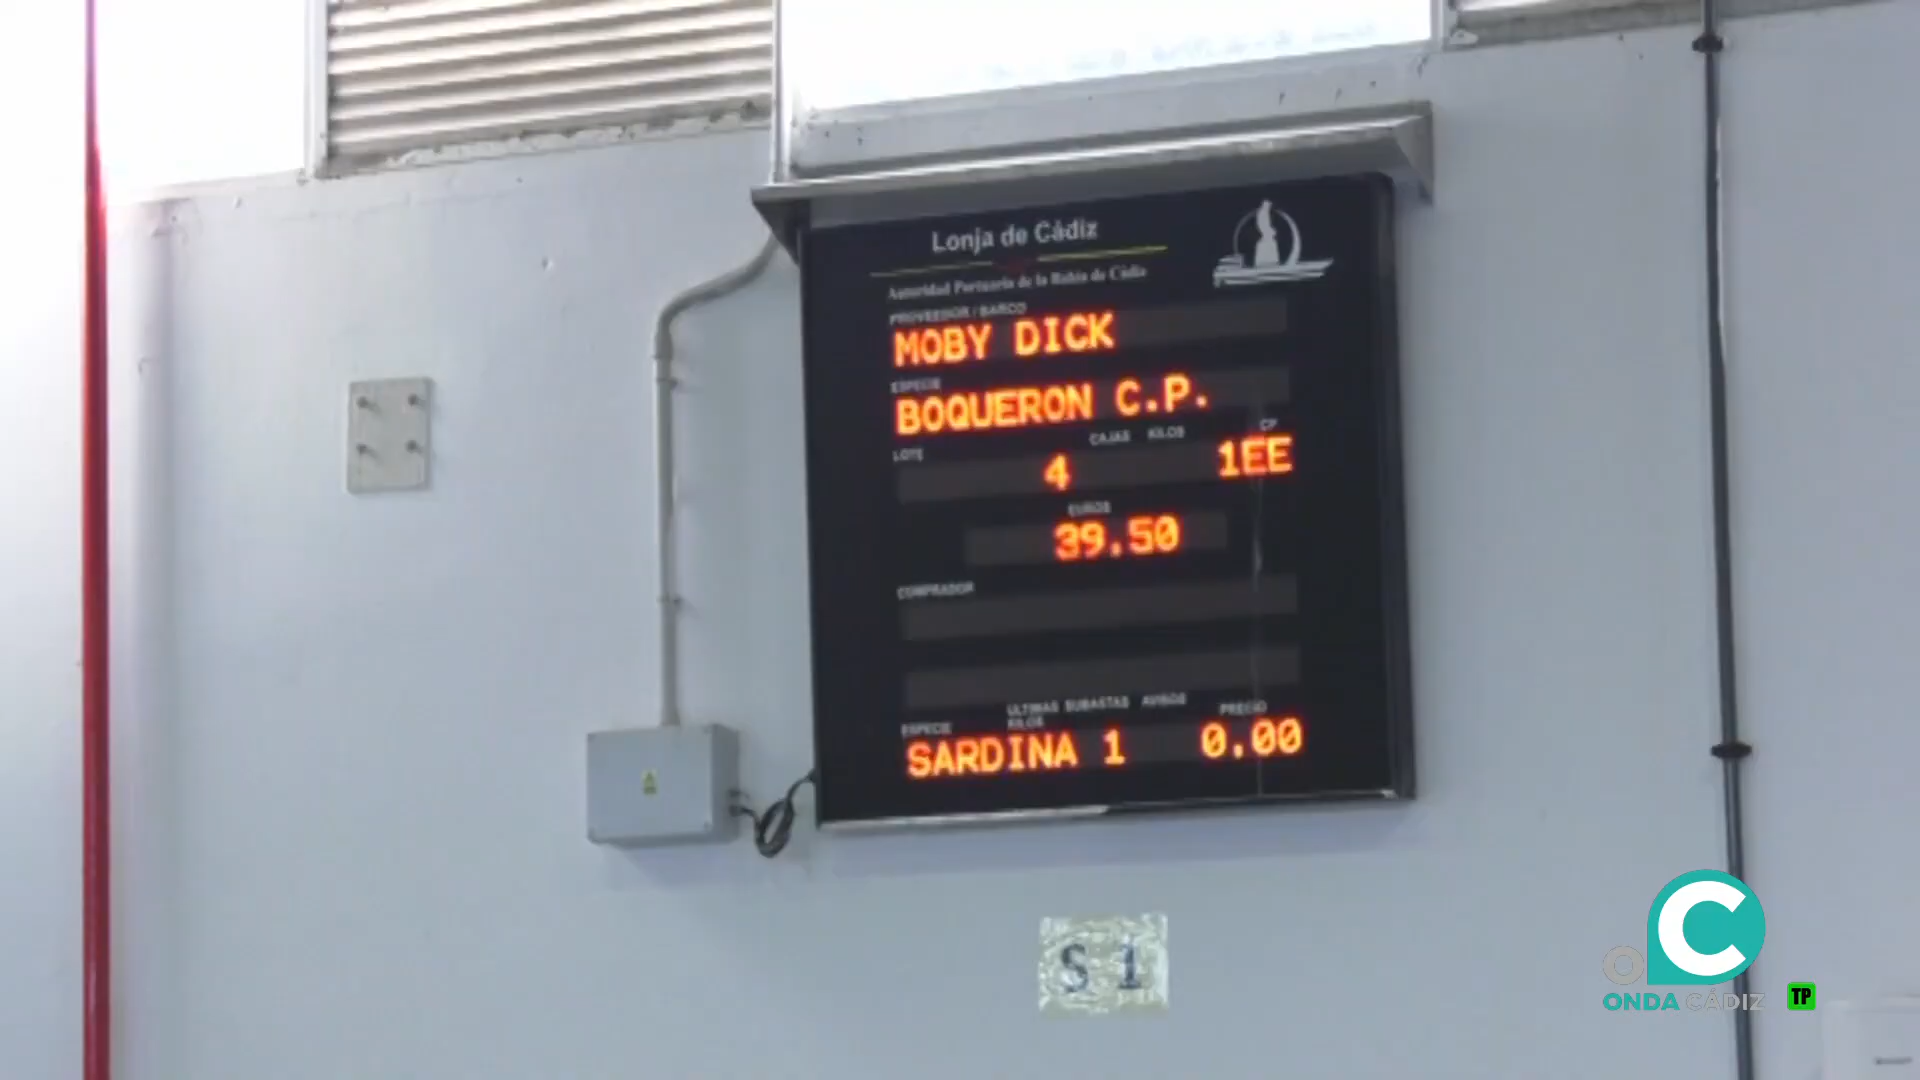 Lonja de Cádiz
Autoridad Portuaria de la Bahía de Cádiz
PROVEEDOR / BARCO
MOBY DICK
ESPECIE
BOQUERON C.P.
LOTE CAJAS KILOS CP
4 1EE
EUROS
39.50
COMPRADOR
ULTIMAS SUBASTAS AVISOS
ESPECIE KILOS PRECIO
SARDINA 1 0.00
S 1
ONDA CÁDIZ
TP